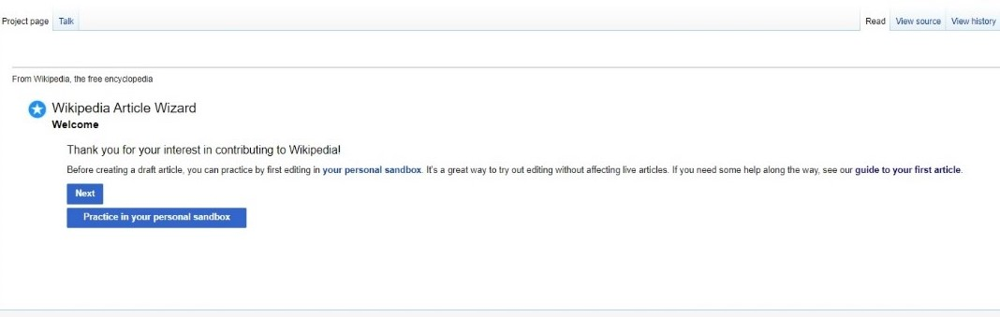 Project page Talk Read View source View history
From Wikipedia, the free encyclopedia
Wikipedia Article Wizard
Welcome
Thank you for your interest in contributing to Wikipedia!
Before creating a draft article, you can practice by first editing in your personal sandbox. It's a great way to try out editing without affecting live articles. If you need some help along the way, see our guide to your first article.
Next
Practice in your personal sandbox